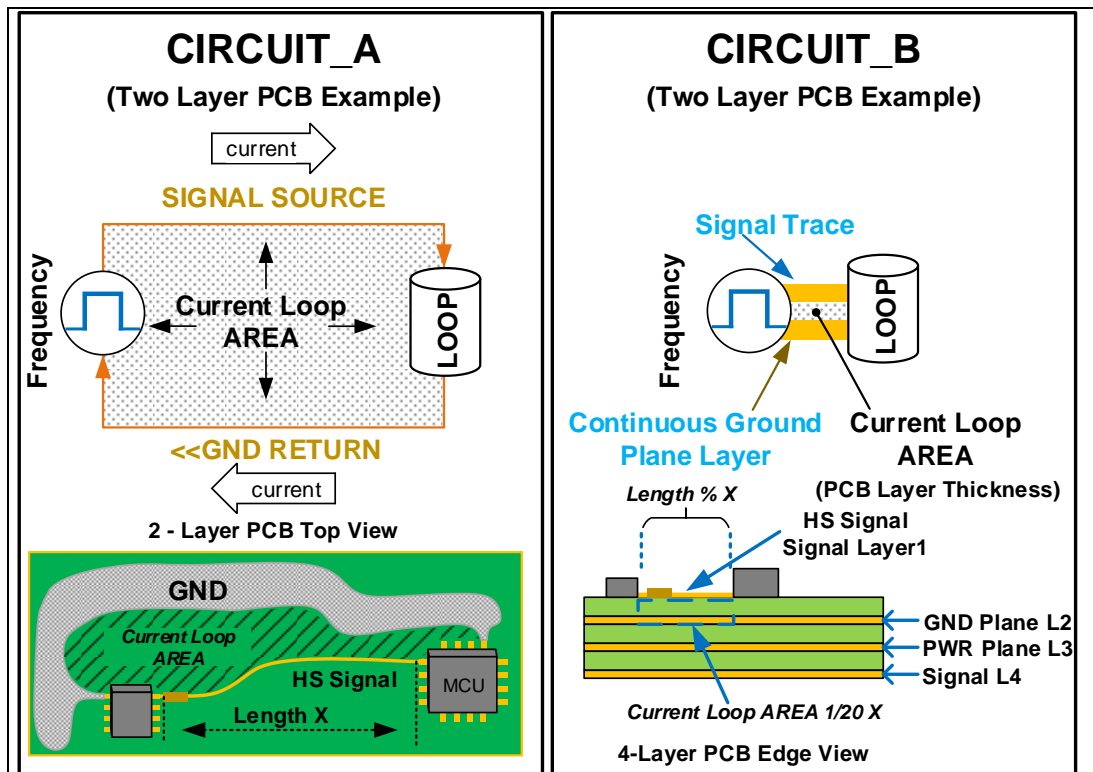 CIRCUIT_A
(Two Layer PCB Example)
current
SIGNAL SOURCE
Frequency
Current Loop
AREA
LOOP
<<GND RETURN
current
2 - Layer PCB Top View
GND
Current Loop
AREA
HS Signal
MCU
Length X
CIRCUIT_B
(Two Layer PCB Example)
Signal Trace
Frequency
LOOP
Continuous Ground
Plane Layer
Current Loop
AREA
(PCB Layer Thickness)
Length % X
HS Signal
Signal Layer1
GND Plane L2
PWR Plane L3
Signal L4
Current Loop AREA 1/20 X
4-Layer PCB Edge View